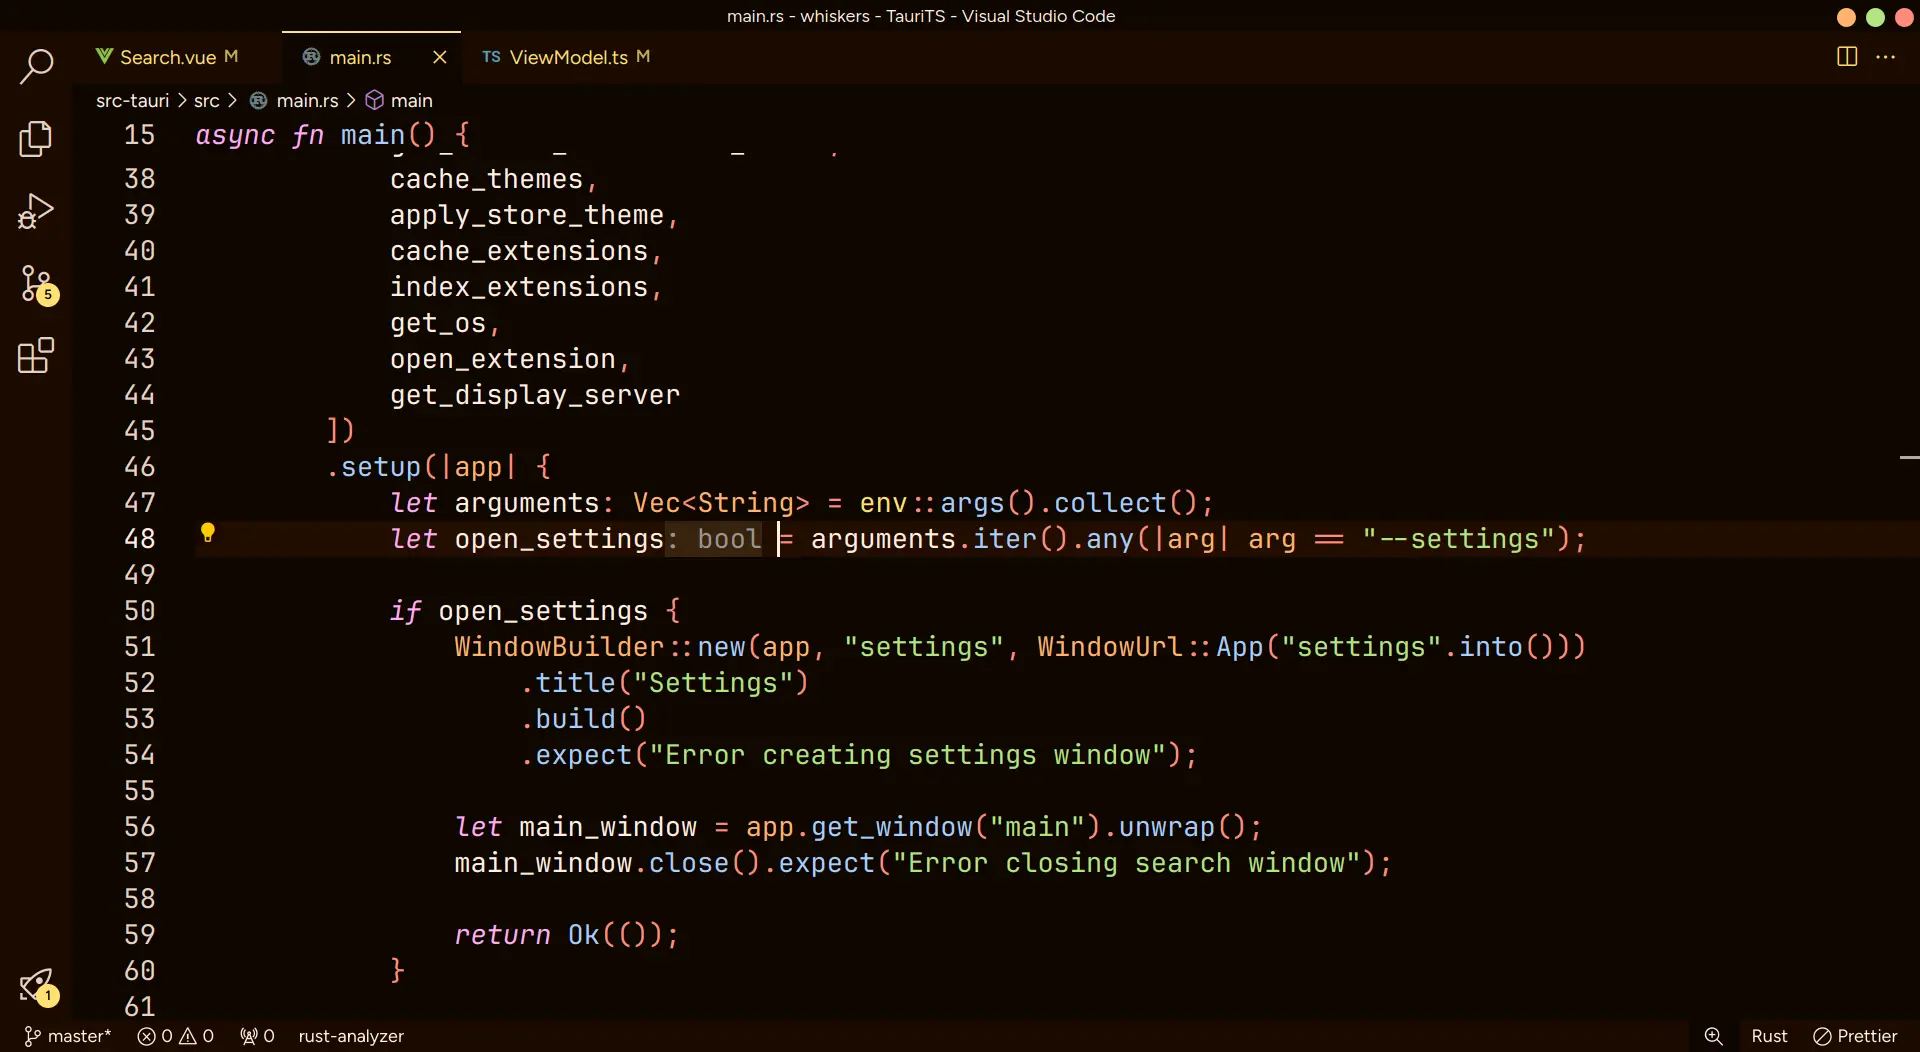 main.rs - whiskers - TauriTS - Visual Studio Code
Search.vue M
main.rs
TS ViewModel.ts M
src-tauri > src > main.rs > main
15 async fn main() {
38 cache_themes,
39 apply_store_theme,
40 cache_extensions,
41 index_extensions,
42 get_os,
43 open_extension,
44 get_display_server
45 ])
46 .setup(|app| {
47 let arguments: Vec<String> = env::args().collect();
48 let open_settings: bool = arguments.iter().any(|arg| arg == "--settings");
49
50 if open_settings {
51 WindowBuilder::new(app, "settings", WindowUrl::App("settings".into()))
52 .title("Settings")
53 .build()
54 .expect("Error creating settings window");
55
56 let main_window = app.get_window("main").unwrap();
57 main_window.close().expect("Error closing search window");
58
59 return Ok(());
60 }
61
5
1
master* 0 0 0 rust-analyzer Rust Prettier